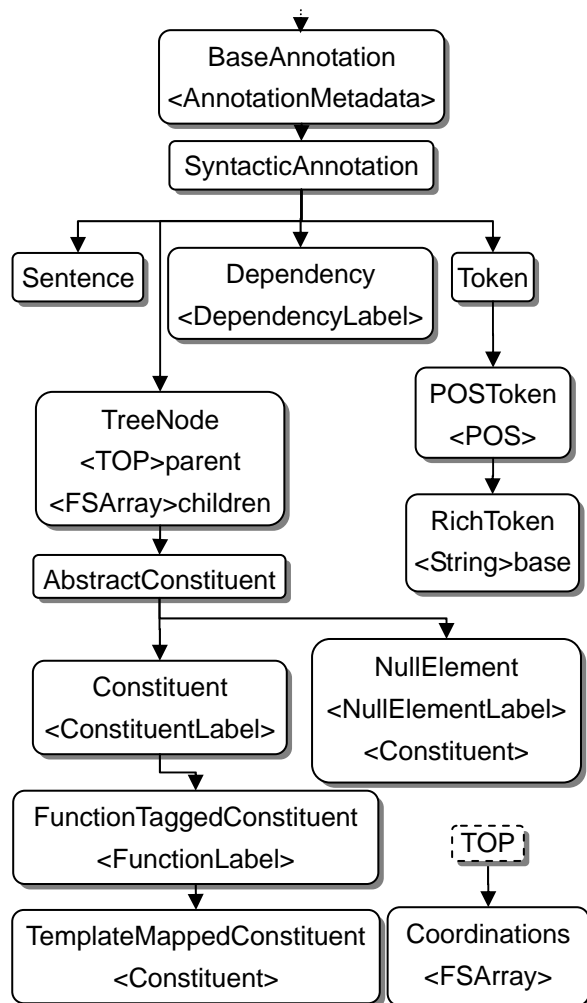 BaseAnnotation
<AnnotationMetadata>
SyntacticAnnotation
Sentence
Dependency
<DependencyLabel>
Token
TreeNode
<TOP>parent
<FSArray>children
POSToken
<POS>
RichToken
<String>base
AbstractConstituent
Constituent
<ConstituentLabel>
NullElement
<NullElementLabel>
<Constituent>
FunctionTaggedConstituent
<FunctionLabel>
TOP
TemplateMappedConstituent
<Constituent>
Coordinations
<FSArray>